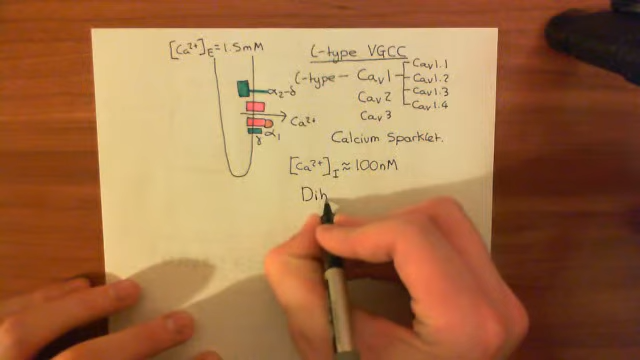 [Ca²⁺]E = 1.5mM
L-type VGCC
L-type — Cav1
Cav1.1
Cav1.2
Cav1.3
Cav1.4
Cav2
Cav3
α₂-δ
Ca²⁺
α₁
γ
Calcium Sparklet.
[Ca²⁺]I ≈ 100nM
Dih